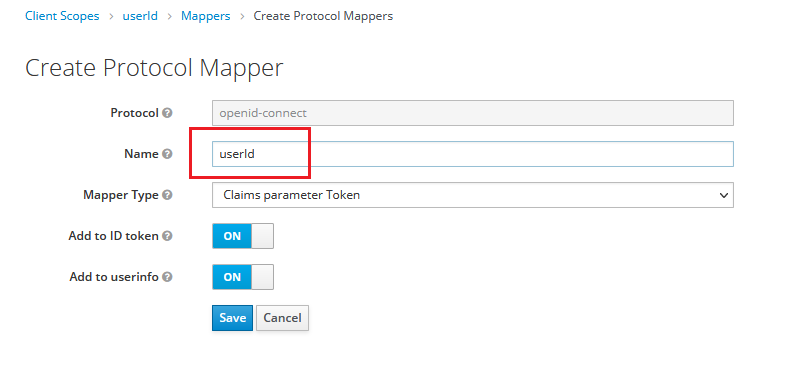 Client Scopes > userId > Mappers > Create Protocol Mappers
Create Protocol Mapper
Protocol ? openid-connect
Name ? userId
Mapper Type ? Claims parameter Token
Add to ID token ? ON
Add to userinfo ? ON
Save Cancel